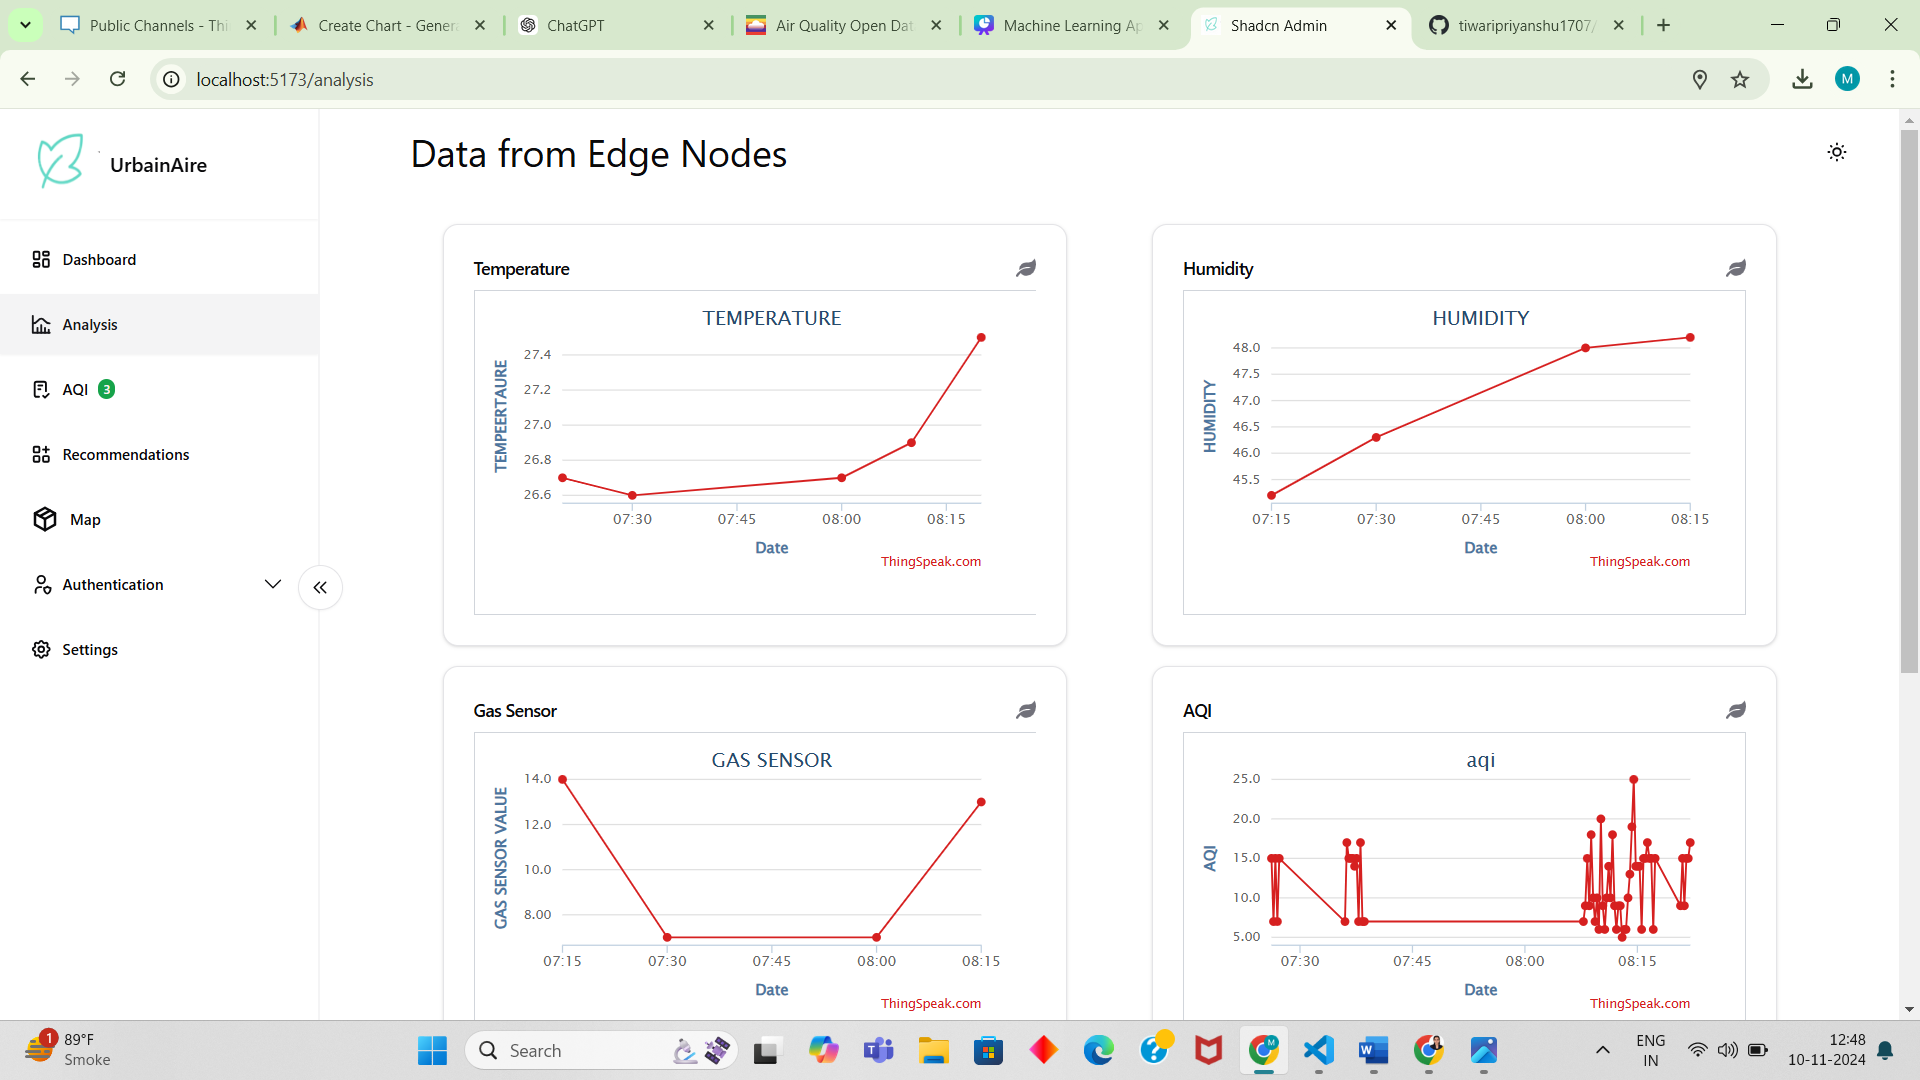 Public Channels - Thi
Create Chart - Genera
ChatGPT
Air Quality Open Dat
Machine Learning Ap
Shadcn Admin
tiwaripriyanshu1707/
localhost:5173/analysis
M
UrbainAire
Dashboard
Analysis
AQI 3
Recommendations
Map
Authentication
Settings
Data from Edge Nodes
Temperature
TEMPERATURE
TEMPEERTAURE
27.4
27.2
27.0
26.8
26.6
07:30 07:45 08:00 08:15
Date
ThingSpeak.com
Humidity
HUMIDITY
HUMIDITY
48.0
47.5
47.0
46.5
46.0
45.5
07:15 07:30 07:45 08:00 08:15
Date
ThingSpeak.com
Gas Sensor
GAS SENSOR
GAS SENSOR VALUE
14.0
12.0
10.0
8.00
07:15 07:30 07:45 08:00 08:15
Date
ThingSpeak.com
AQI
aqi
AQI
25.0
20.0
15.0
10.0
5.00
07:30 07:45 08:00 08:15
Date
ThingSpeak.com
1
89°F
Smoke
Search
ENG
IN
12:48
10-11-2024